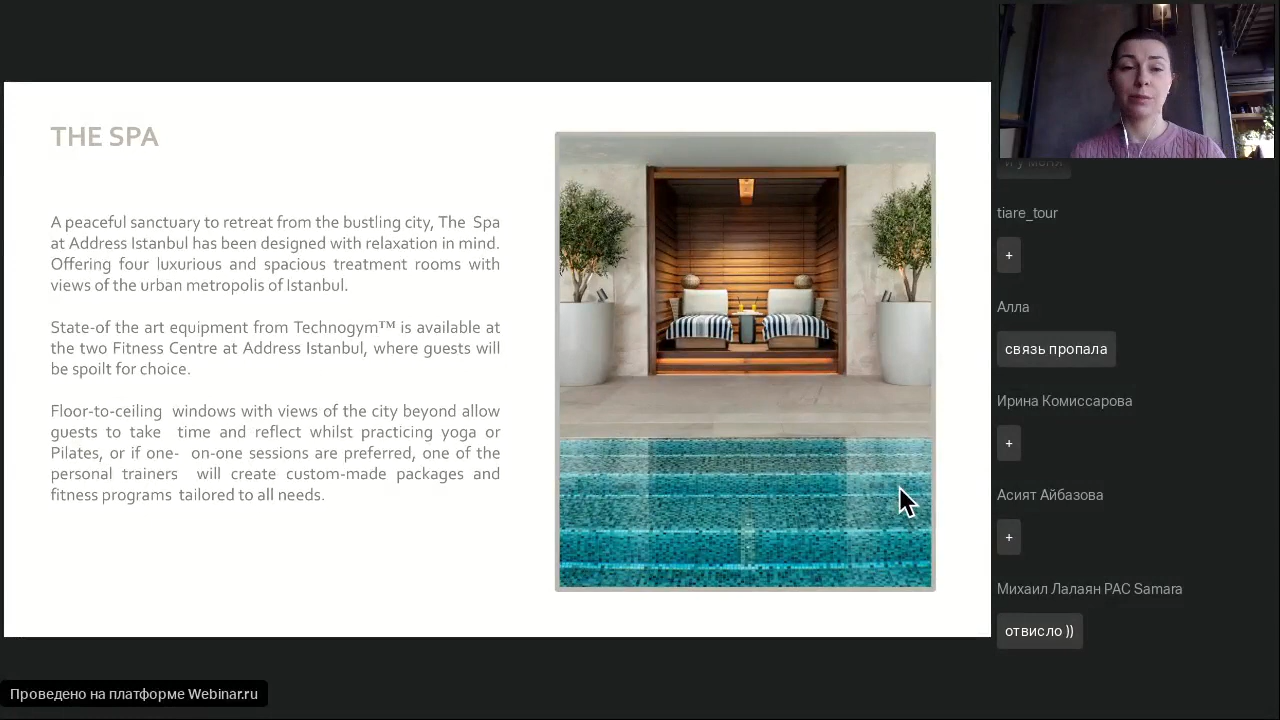 THE SPA
A peaceful sanctuary to retreat from the bustling city, The Spa
at Address Istanbul has been designed with relaxation in mind.
Offering four luxurious and spacious treatment rooms with
views of the urban metropolis of Istanbul.
State-of the art equipment from Technogym™ is available at
the two Fitness Centre at Address Istanbul, where guests will
be spoilt for choice.
Floor-to-ceiling windows with views of the city beyond allow
guests to take time and reflect whilst practicing yoga or
Pilates, or if one- on-one sessions are preferred, one of the
personal trainers will create custom-made packages and
fitness programs tailored to all needs.
и у меня
tiare_tour
+
Алла
связь пропала
Ирина Комиссарова
+
Асият Айбазова
+
Михаил Лалаян PAC Samara
отвисло ))
Проведено на платформе Webinar.ru